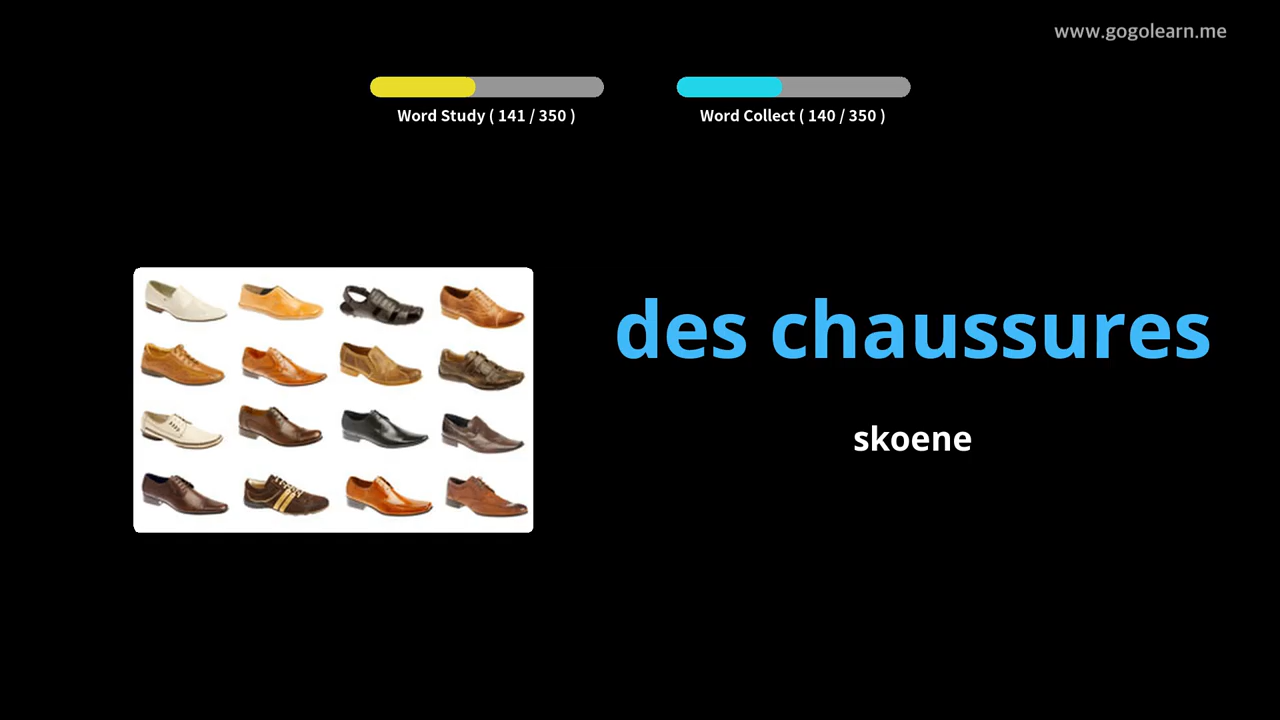 www.gogolearn.me
Word Study ( 141 / 350 )
Word Collect ( 140 / 350 )
des chaussures
skoene